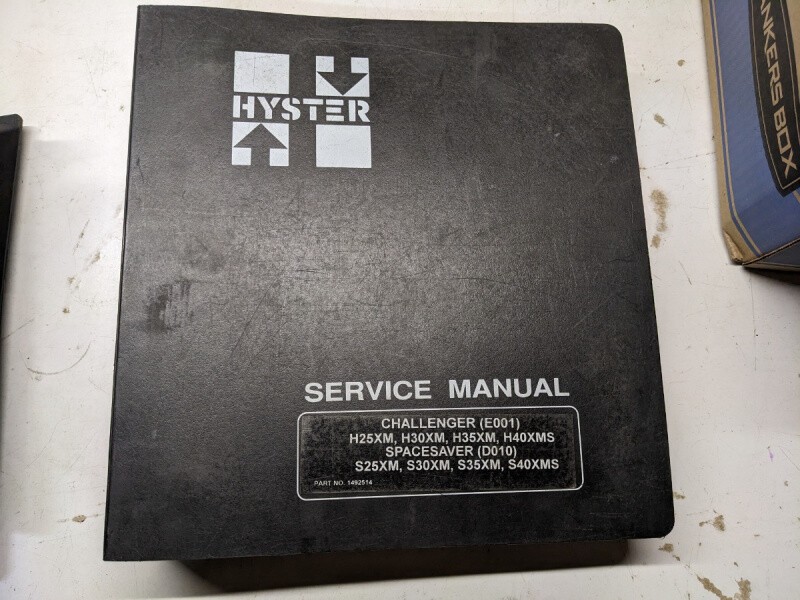 HYSTER
SERVICE MANUAL
CHALLENGER (E001)
H25XM, H30XM, H35XM, H40XMS
SPACESAVER (D010)
S25XM, S30XM, S35XM, S40XMS
PART NO. 1492514
ANKERS BOX